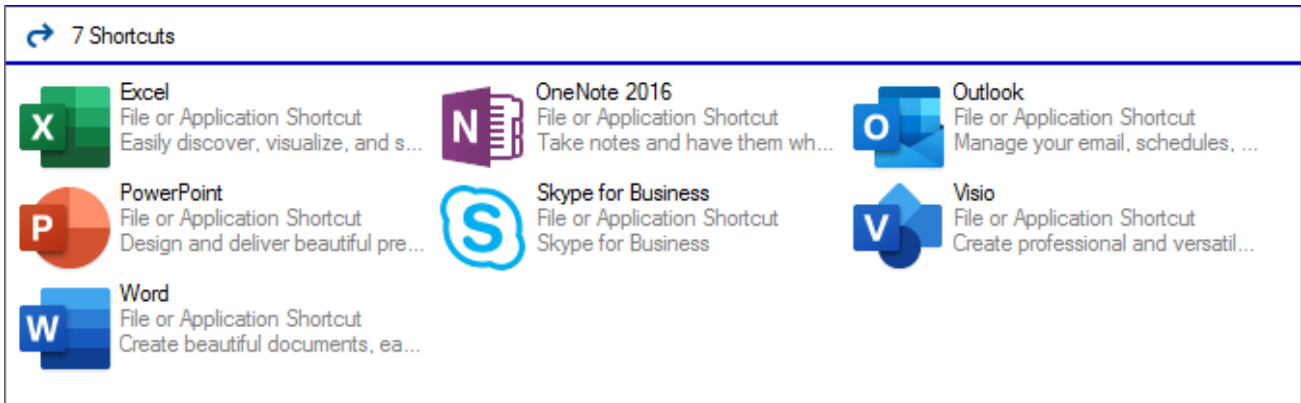 7 Shortcuts
Excel
File or Application Shortcut
Easily discover, visualize, and s...
OneNote 2016
File or Application Shortcut
Take notes and have them wh...
Outlook
File or Application Shortcut
Manage your email, schedules, ...
PowerPoint
File or Application Shortcut
Design and deliver beautiful pre...
Skype for Business
File or Application Shortcut
Skype for Business
Visio
File or Application Shortcut
Create professional and versatil...
Word
File or Application Shortcut
Create beautiful documents, ea...
X
N
O
P
S
V
W